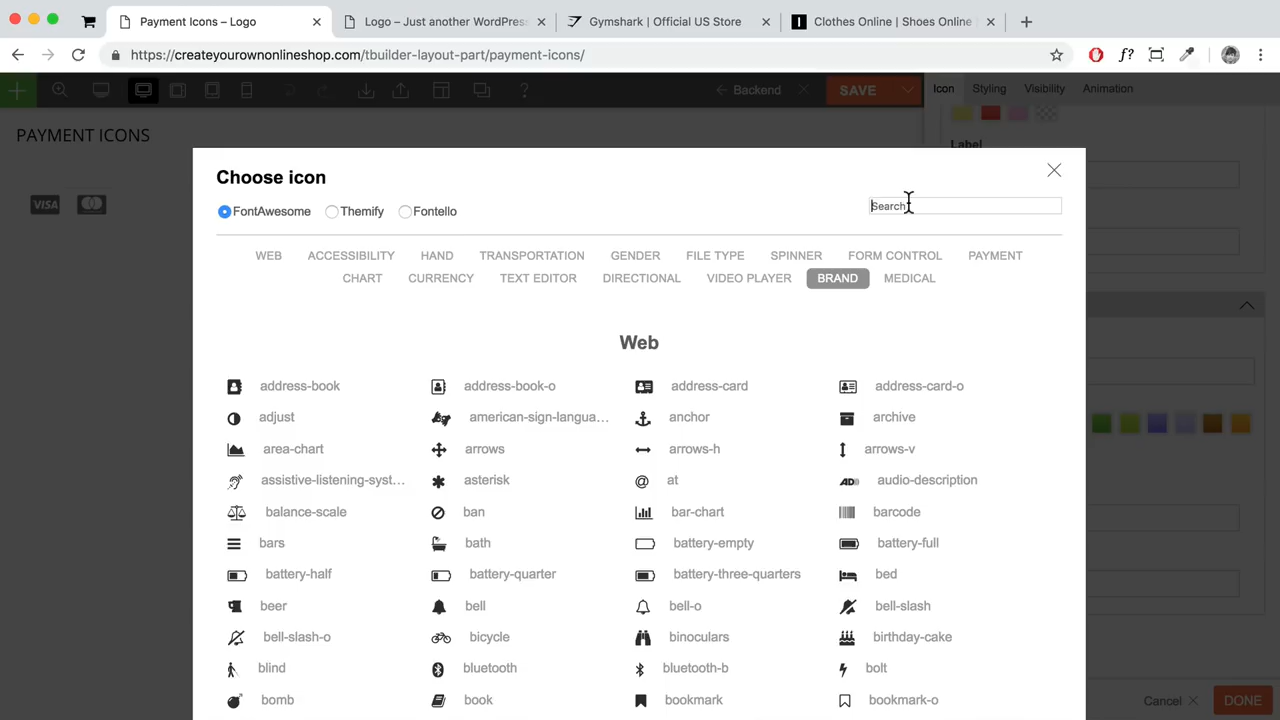 Payment Icons – Logo
Logo – Just another WordPress
Gymshark | Official US Store
Clothes Online | Shoes Online
https://createyourownonlineshop.com/tbuilder-layout-part/payment-icons/
f?
Backend
SAVE
Icon Styling Visibility Animation
PAYMENT ICONS
Label
VISA
Choose icon
FontAwesome Themify Fontello
Search
WEB ACCESSIBILITY HAND TRANSPORTATION GENDER FILE TYPE SPINNER FORM CONTROL PAYMENT
CHART CURRENCY TEXT EDITOR DIRECTIONAL VIDEO PLAYER BRAND MEDICAL
Web
address-book address-book-o address-card address-card-o
adjust american-sign-langua... anchor archive
area-chart arrows arrows-h arrows-v
assistive-listening-syst... asterisk at audio-description
balance-scale ban bar-chart barcode
bars bath battery-empty battery-full
battery-half battery-quarter battery-three-quarters bed
beer bell bell-o bell-slash
bell-slash-o bicycle binoculars birthday-cake
blind bluetooth bluetooth-b bolt
bomb book bookmark bookmark-o
Cancel DONE